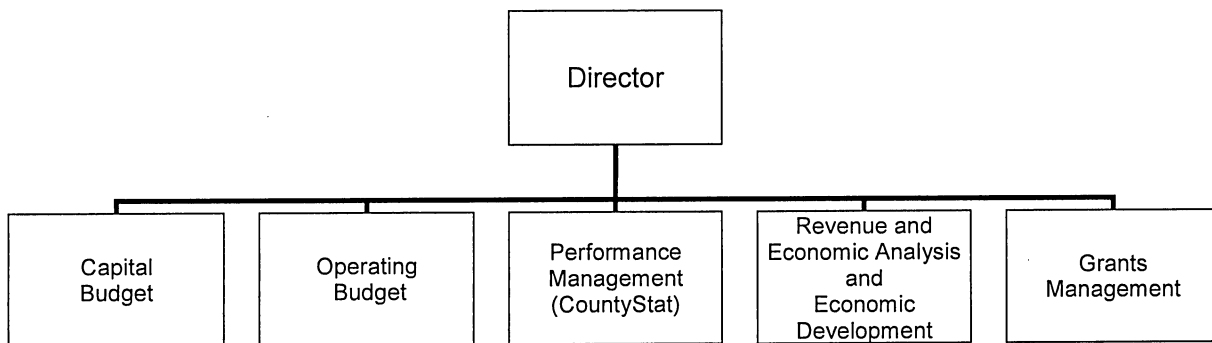 Director
Capital
Budget
Operating
Budget
Performance
Management
(CountyStat)
Revenue and
Economic Analysis
and
Economic
Development
Grants
Management